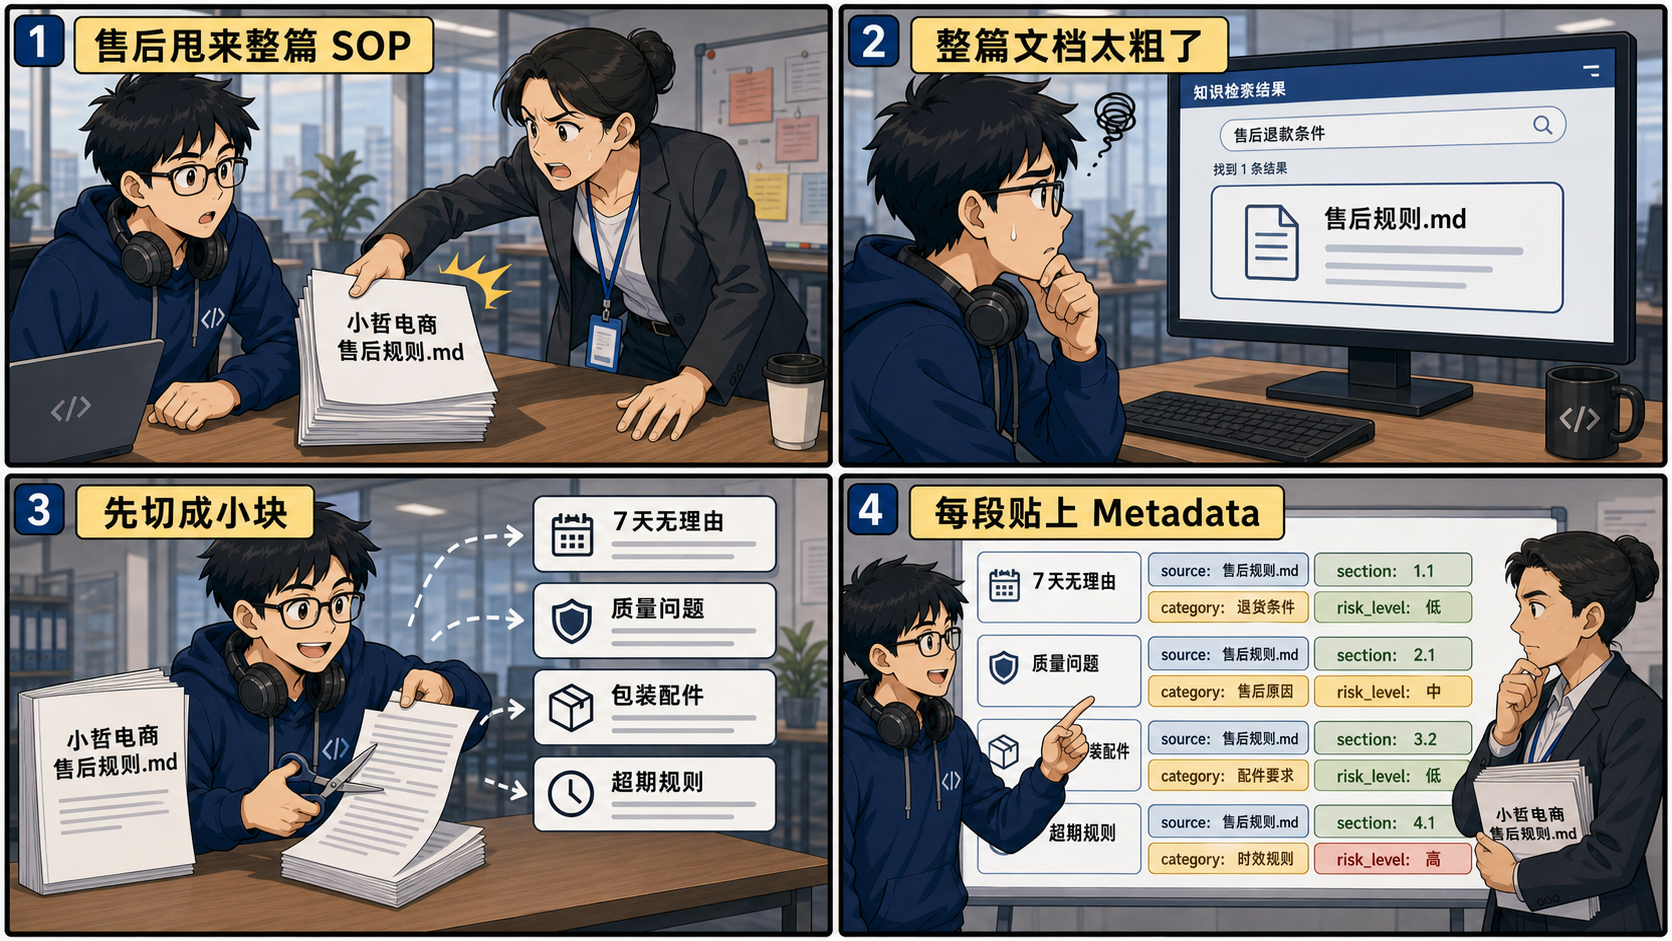 1
售后甩来整篇 SOP
小哲电商
售后规则.md
</>
</>
2
整篇文档太粗了
知识检索结果
售后退款条件
找到 1 条结果
售后规则.md
</>
3
先切成小块
小哲电商
售后规则.md
</>
7天无理由
质量问题
包装配件
超期规则
4
每段贴上 Metadata
7天无理由
source: 售后规则.md
section: 1.1
category: 退货条件
risk_level: 低
质量问题
source: 售后规则.md
section: 2.1
category: 售后原因
risk_level: 中
装配件
source: 售后规则.md
section: 3.2
category: 配件要求
risk_level: 低
超期规则
source: 售后规则.md
section: 4.1
category: 时效规则
risk_level: 高
</>
小哲电商
售后规则.md